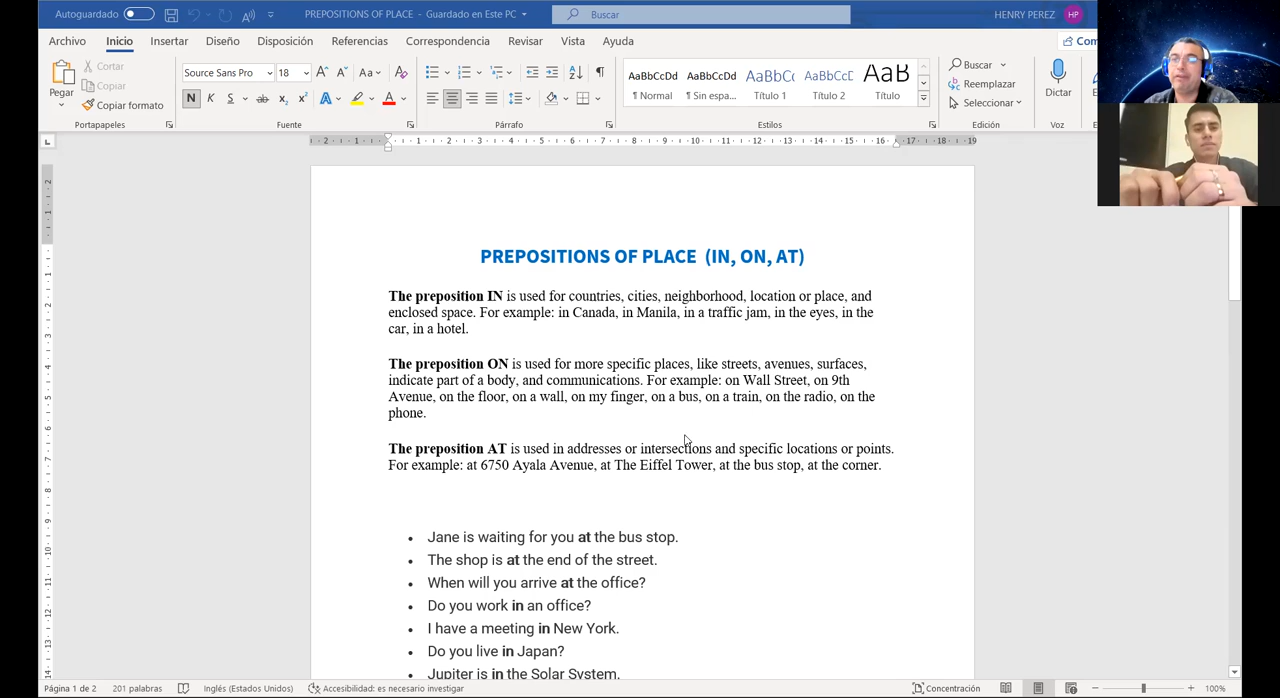 Autoguardado
PREPOSITIONS OF PLACE - Guardado en Este PC
Buscar
HENRY PEREZ
HP
Archivo Inicio Insertar Diseño Disposición Referencias Correspondencia Revisar Vista Ayuda
Pegar
Cortar
Copiar
Copiar formato
Portapapeles
Source Sans Pro 18
N K S
Fuente
Párrafo
AaBbCcDd AaBbCcDd AaBbCc AaBbCcD AaB
¶ Normal ¶ Sin espa... Título 1 Título 2 Título
Estilos
Buscar
Reemplazar
Seleccionar
Edición
Dictar
Voz
PREPOSITIONS OF PLACE (IN, ON, AT)
The preposition IN is used for countries, cities, neighborhood, location or place, and
enclosed space. For example: in Canada, in Manila, in a traffic jam, in the eyes, in the
car, in a hotel.
The preposition ON is used for more specific places, like streets, avenues, surfaces,
indicate part of a body, and communications. For example: on Wall Street, on 9th
Avenue, on the floor, on a wall, on my finger, on a bus, on a train, on the radio, on the
phone.
The preposition AT is used in addresses or intersections and specific locations or points.
For example: at 6750 Ayala Avenue, at The Eiffel Tower, at the bus stop, at the corner.
• Jane is waiting for you at the bus stop.
• The shop is at the end of the street.
• When will you arrive at the office?
• Do you work in an office?
• I have a meeting in New York.
• Do you live in Japan?
• Jupiter is in the Solar System.
Página 1 de 2 201 palabras Inglés (Estados Unidos) Accesibilidad: es necesario investigar Concentración 100%